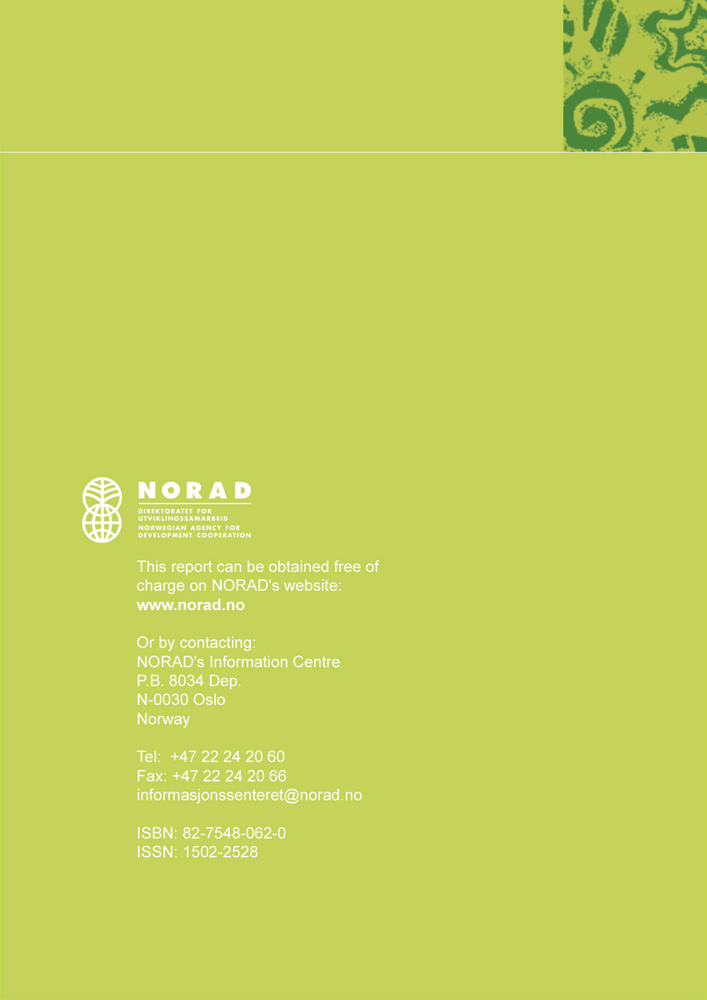 NORAD
DIREKTORATET FOR
UTVIKLINGSSAMARBEID
NORWEGIAN AGENCY FOR
DEVELOPMENT COOPERATION
This report can be obtained free of
charge on NORAD's website:
www.norad.no
Or by contacting:
NORAD's Information Centre
P.B. 8034 Dep.
N-0030 Oslo
Norway
Tel:  +47 22 24 20 60
Fax: +47 22 24 20 66
informasjonssenteret@norad.no
ISBN: 82-7548-062-0
ISSN: 1502-2528